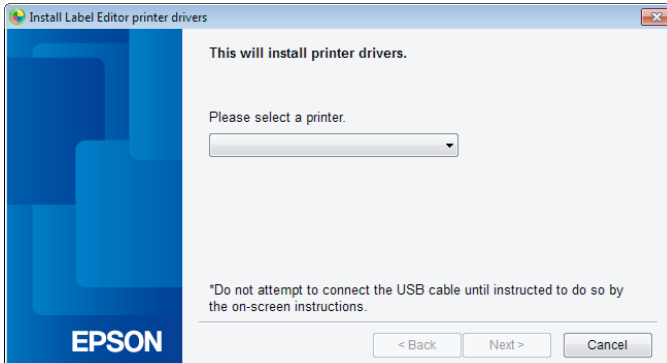 Install Label Editor printer drivers
This will install printer drivers.
Please select a printer.
*Do not attempt to connect the USB cable until instructed to do so by
the on-screen instructions.
EPSON
< Back Next > Cancel